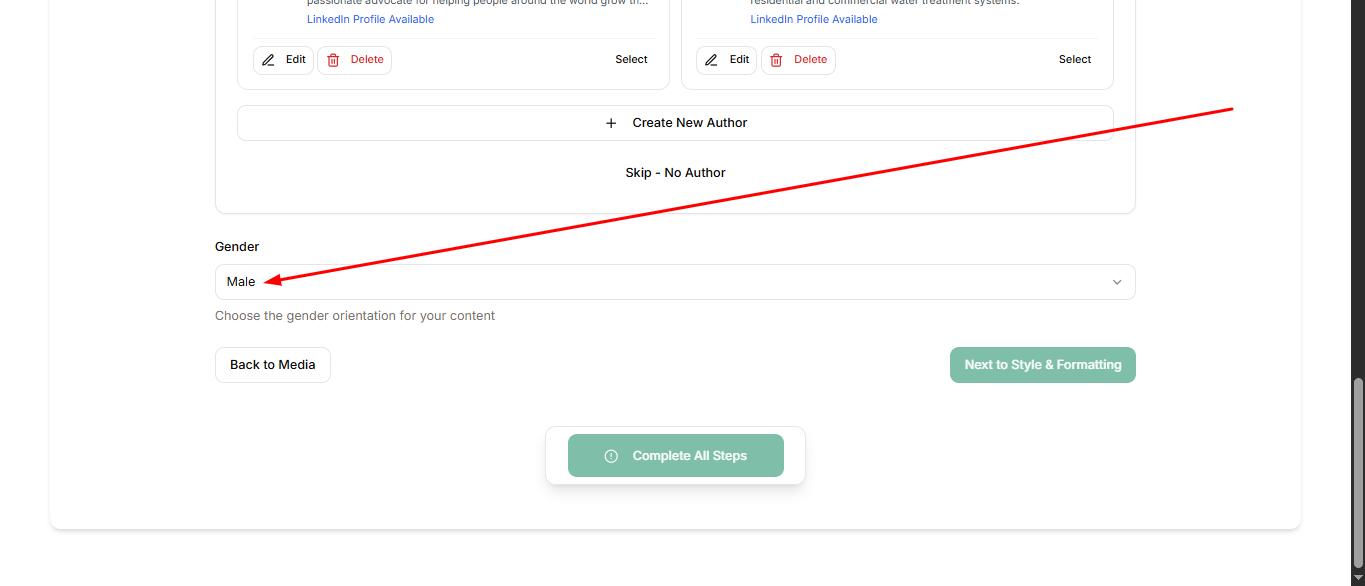 passionate advocate for helping people around the world grow th...
residential and commercial water treatment systems.
LinkedIn Profile Available
LinkedIn Profile Available
Edit
Delete
Select
Edit
Delete
Select
Create New Author
Skip - No Author
Gender
Male
Choose the gender orientation for your content
Back to Media
Next to Style & Formatting
Complete All Steps